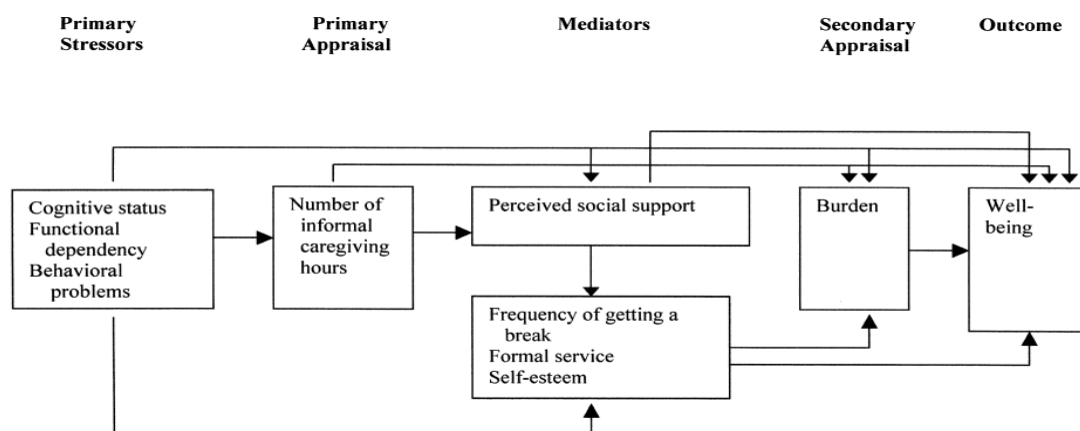 Primary
Stressors
Primary
Appraisal
Mediators
Secondary
Appraisal
Outcome
Cognitive status
Functional
dependency
Behavioral
problems
Number of
informal
caregiving
hours
Perceived social support
Frequency of getting a
break
Formal service
Self-esteem
Burden
Well-
being